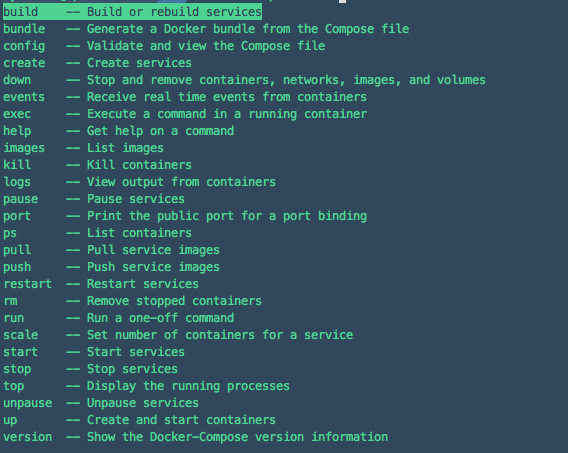 build -- Build or rebuild services
bundle -- Generate a Docker bundle from the Compose file
config -- Validate and view the Compose file
create -- Create services
down -- Stop and remove containers, networks, images, and volumes
events -- Receive real time events from containers
exec -- Execute a command in a running container
help -- Get help on a command
images -- List images
kill -- Kill containers
logs -- View output from containers
pause -- Pause services
port -- Print the public port for a port binding
ps -- List containers
pull -- Pull service images
push -- Push service images
restart -- Restart services
rm -- Remove stopped containers
run -- Run a one-off command
scale -- Set number of containers for a service
start -- Start services
stop -- Stop services
top -- Display the running processes
unpause -- Unpause services
up -- Create and start containers
version -- Show the Docker-Compose version information